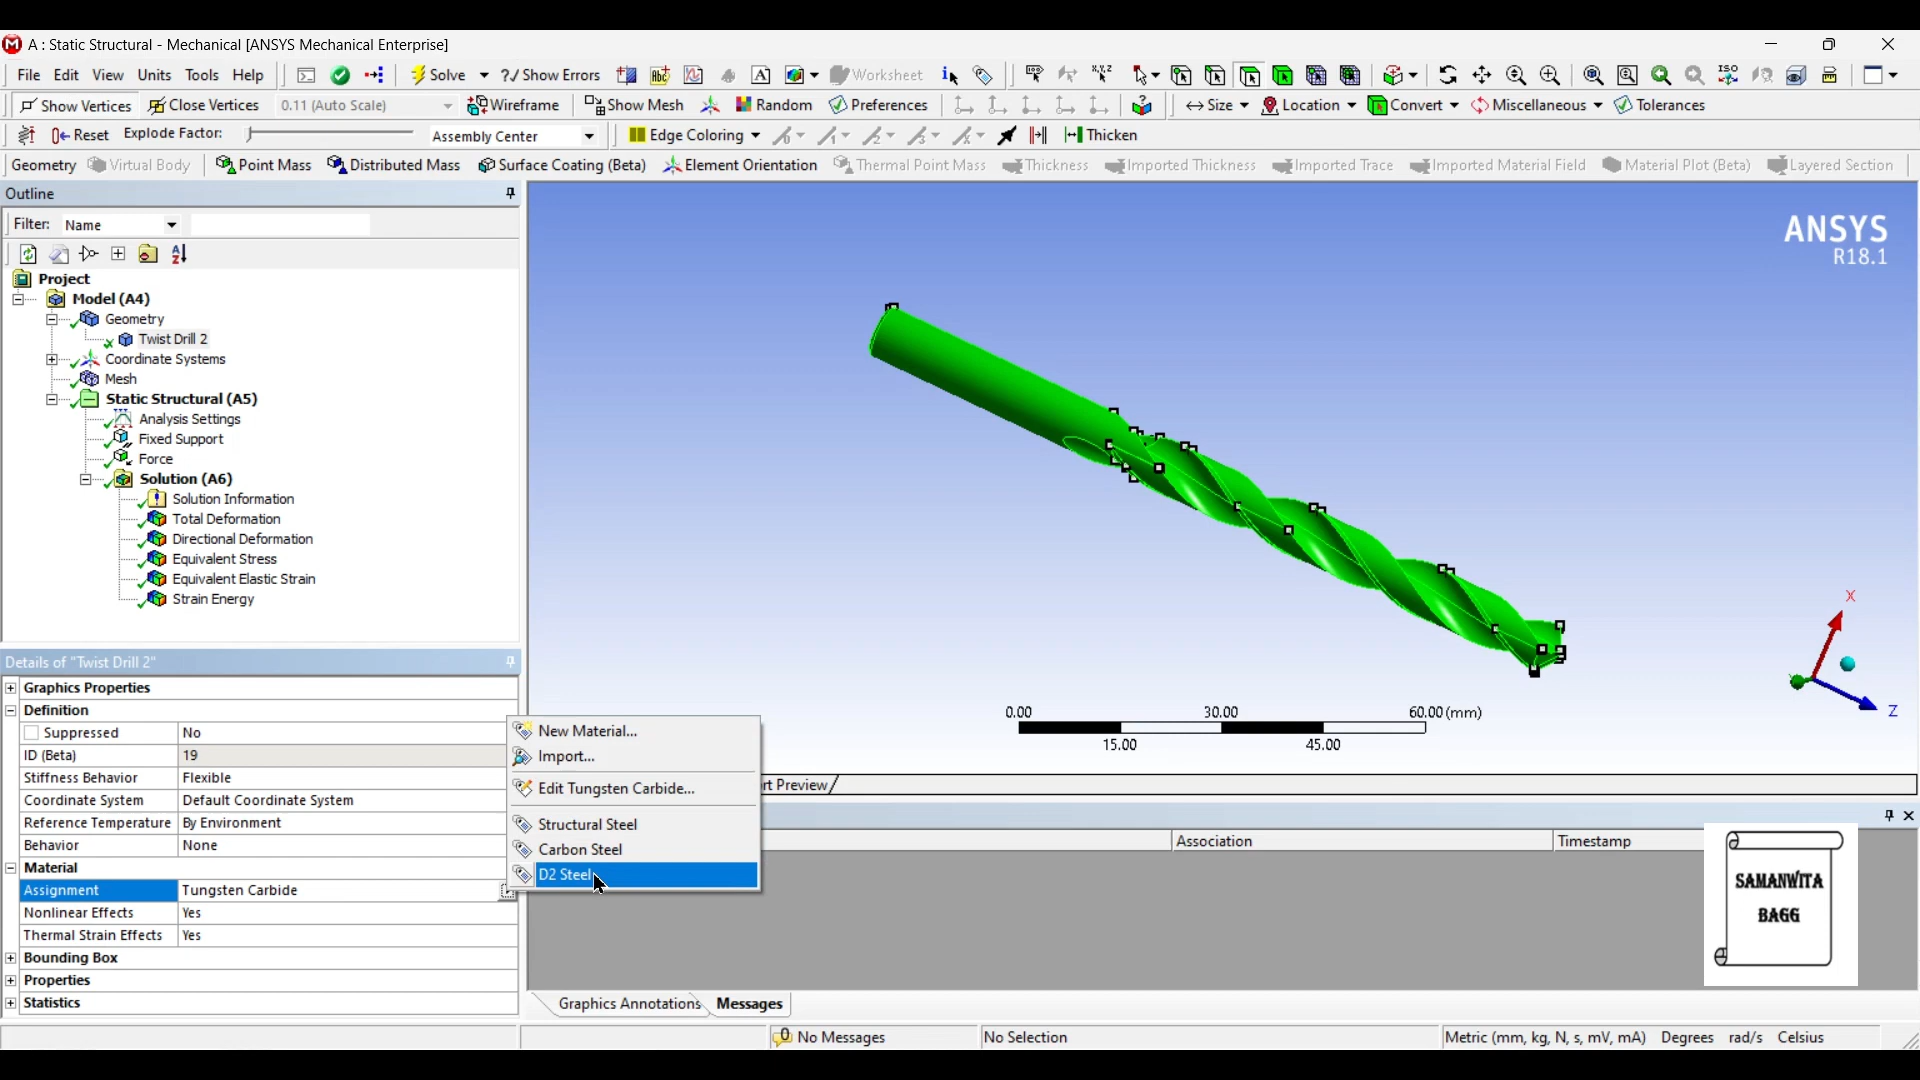 A : Static Structural - Mechanical [ANSYS Mechanical Enterprise]
File Edit View Units Tools Help Solve ?/ Show Errors Worksheet
Show Vertices Close Vertices 0.11 (Auto Scale) Wireframe Show Mesh Random Preferences Size Location Convert Miscellaneous Tolerances
Reset Explode Factor: Assembly Center Edge Coloring Thicken
Geometry Virtual Body Point Mass Distributed Mass Surface Coating (Beta) Element Orientation Thermal Point Mass Thickness Imported Thickness Imported Trace Imported Material Field Material Plot (Beta) Layered Section
Outline
Filter: Name
Project
Model (A4)
Geometry
Twist Drill 2
Coordinate Systems
Mesh
Static Structural (A5)
Analysis Settings
Fixed Support
Force
Solution (A6)
Solution Information
Total Deformation
Directional Deformation
Equivalent Stress
Equivalent Elastic Strain
Strain Energy
ANSYS
R18.1
X
Z
0.00 30.00 60.00 (mm)
15.00 45.00
Details of "Twist Drill 2"
Graphics Properties
Definition
Suppressed No
ID (Beta) 19
Stiffness Behavior Flexible
Coordinate System Default Coordinate System
Reference Temperature By Environment
Behavior None
Material
Assignment Tungsten Carbide
Nonlinear Effects Yes
Thermal Strain Effects Yes
Bounding Box
Properties
Statistics
New Material...
Import...
Edit Tungsten Carbide...
Structural Steel
Carbon Steel
D2 Steel
rt Preview
Association Timestamp
SAMANWITA
BAGG
Graphics Annotations Messages
No Messages No Selection Metric (mm, kg, N, s, mV, mA) Degrees rad/s Celsius